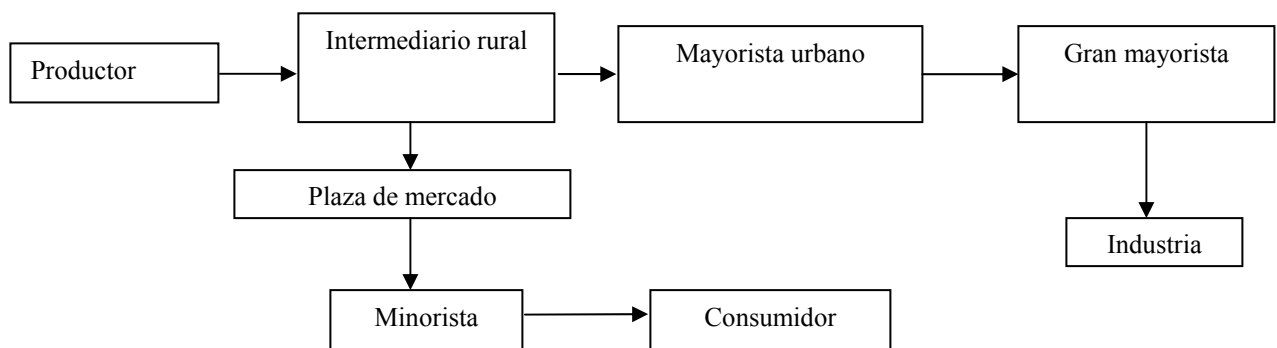 Productor
Intermediario rural
Mayorista urbano
Gran mayorista
Plaza de mercado
Industria
Minorista
Consumidor